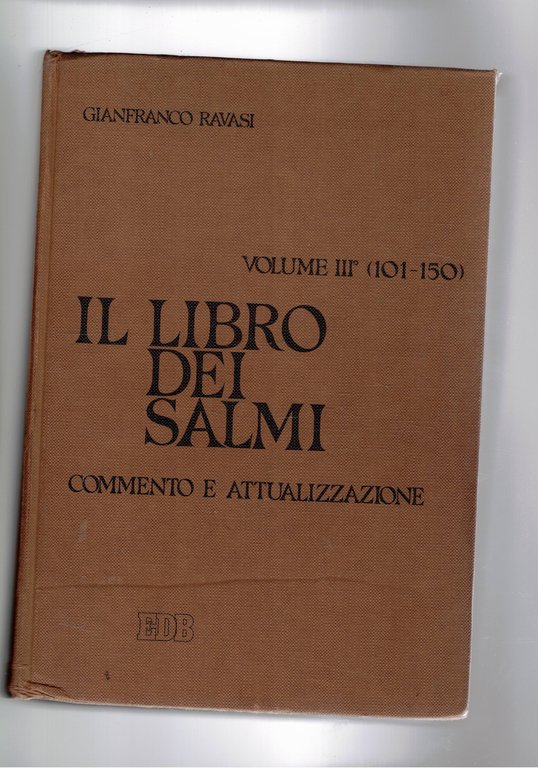 GIANFRANCO RAVASI
VOLUME III° (101-150)
IL LIBRO
DEI
SALMI
COMMENTO E ATTUALIZZAZIONE
EDB